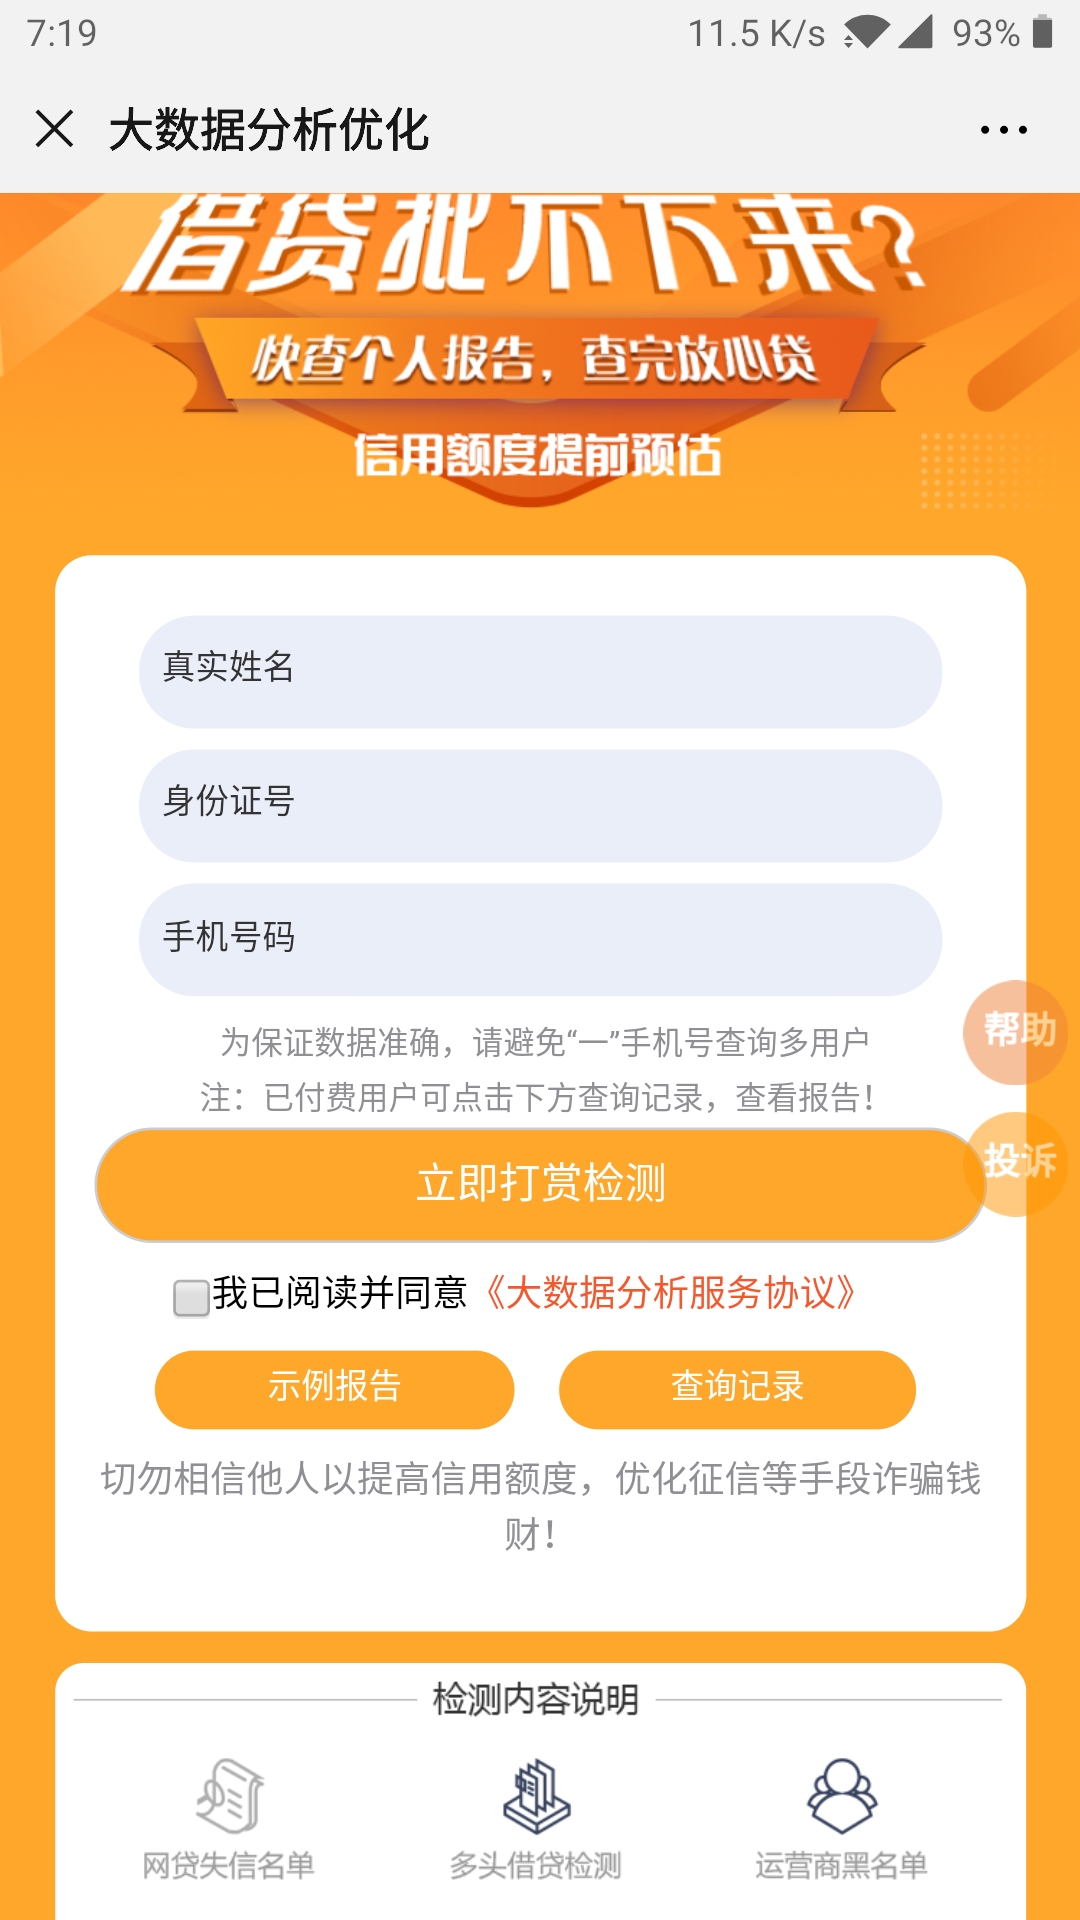 7:19
11.5 K/s
93%
大数据分析优化
借贷批不下来?
快查个人报告，查完放心贷
信用额度提前预估
真实姓名
身份证号
手机号码
为保证数据准确，请避免“一”手机号查询多用户
注：已付费用户可点击下方查询记录，查看报告！
帮助
投诉
立即打赏检测
我已阅读并同意《大数据分析服务协议》
示例报告
查询记录
切勿相信他人以提高信用额度，优化征信等手段诈骗钱
财！
检测内容说明
网贷失信名单
多头借贷检测
运营商黑名单